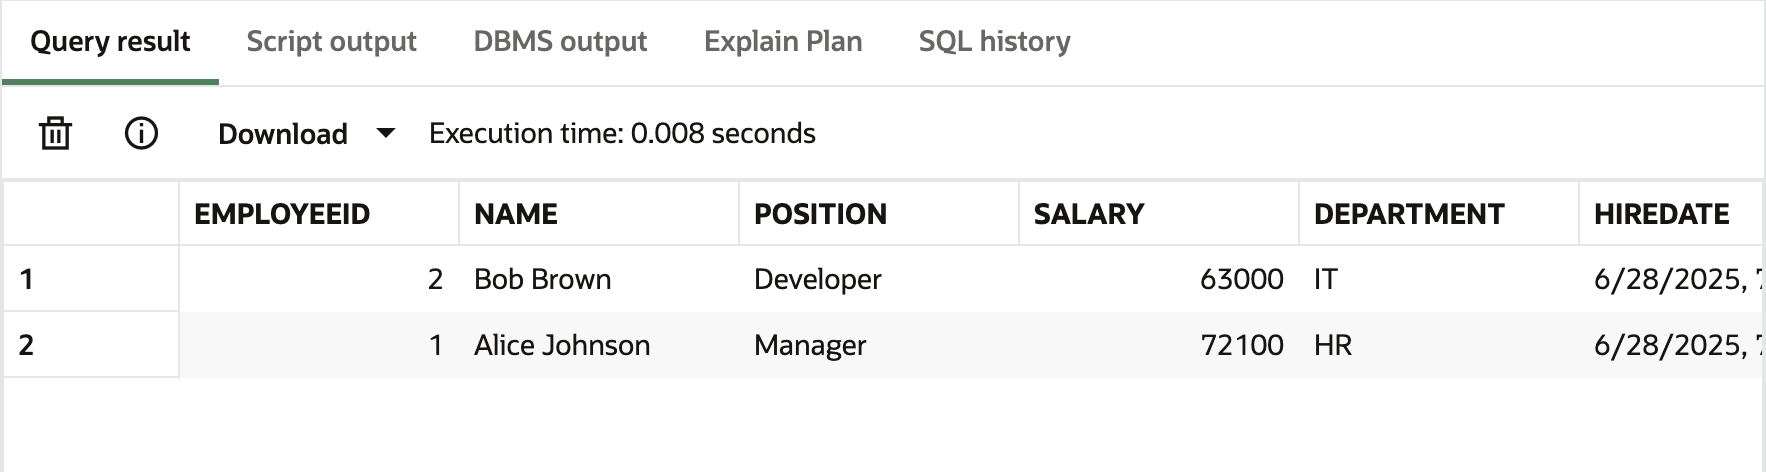 Query result Script output DBMS output Explain Plan SQL history
Download Execution time: 0.008 seconds
EMPLOYEEID NAME POSITION SALARY DEPARTMENT HIREDATE
1 2 Bob Brown Developer 63000 IT 6/28/2025,
2 1 Alice Johnson Manager 72100 HR 6/28/2025,